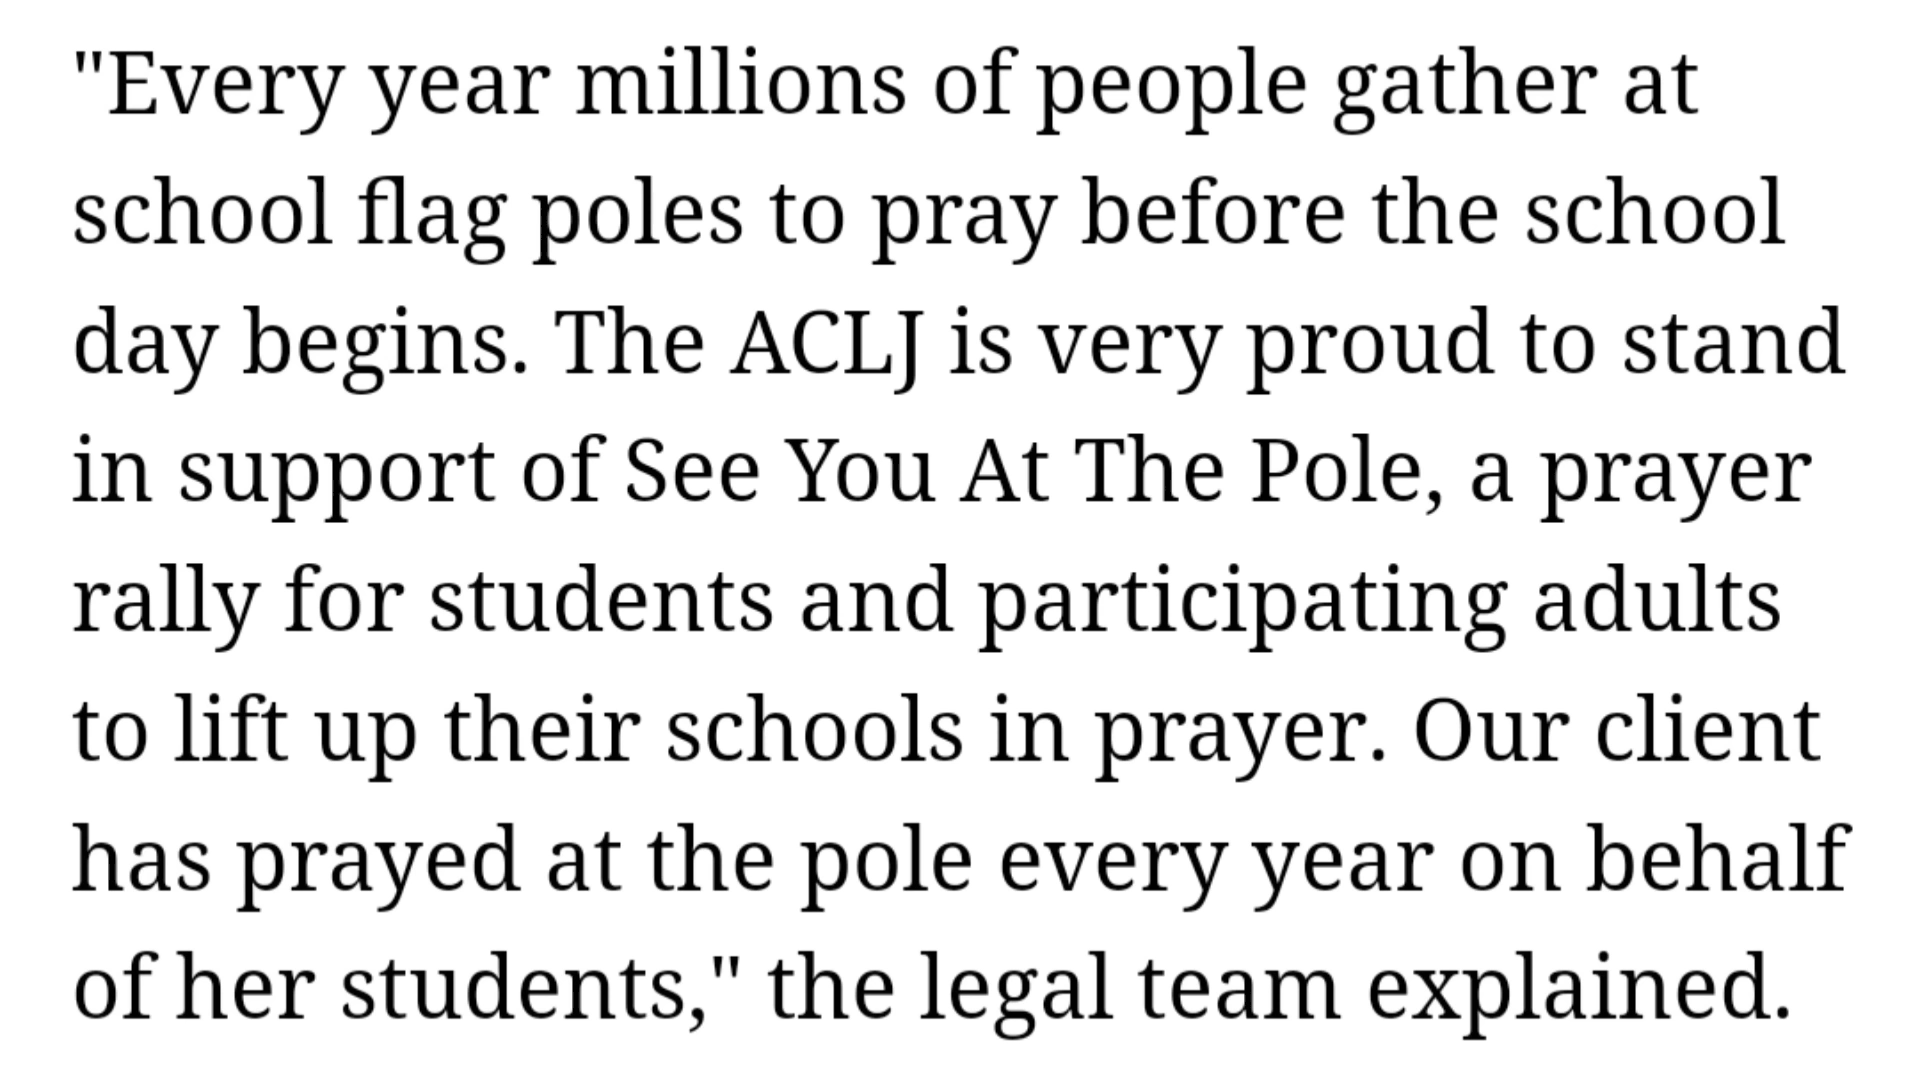 "Every year millions of people gather at
school flag poles to pray before the school
day begins. The ACLJ is very proud to stand
in support of See You At The Pole, a prayer
rally for students and participating adults
to lift up their schools in prayer. Our client
has prayed at the pole every year on behalf
of her students," the legal team explained.